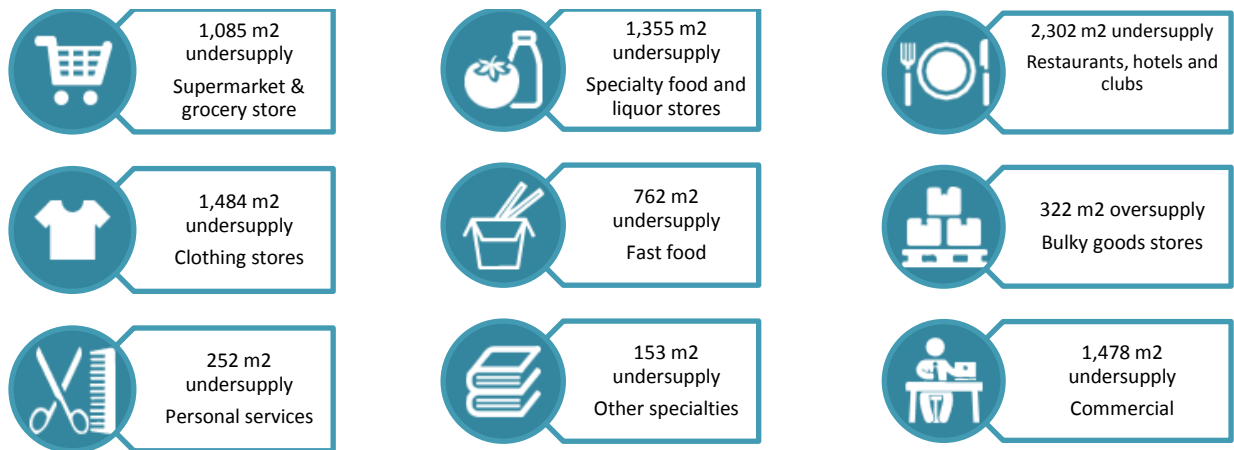 1,085 m2
undersupply
Supermarket &
grocery store
1,355 m2
undersupply
Specialty food and
liquor stores
2,302 m2 undersupply
Restaurants, hotels and
clubs
1,484 m2
undersupply
Clothing stores
762 m2
undersupply
Fast food
322 m2 oversupply
Bulky goods stores
252 m2
undersupply
Personal services
153 m2
undersupply
Other specialties
1,478 m2
undersupply
Commercial